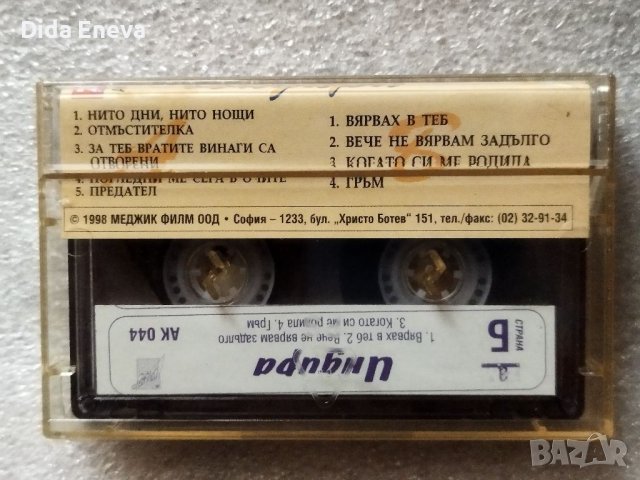 Dida Eneva
1. НИТО ДНИ, НИТО НОЩИ
2. ОТМЪСТИТЕЛКА
3. ЗА ТЕБ ВРАТИТЕ ВИНАГИ СА
ОТВОРЕНИ
4. ПОГЛЕДНИ МЕ СЕГА В ОЧИТЕ
5. ПРЕДАТЕЛ
1. ВЯРВАХ В ТЕБ
2. ВЕЧЕ НЕ ВЯРВАМ ЗАДЪЛГО
3. КОГАТО СИ МЕ РОДИЛА
4. ГРЪМ
© 1998 МЕДЖИК ФИЛМ ООД • София – 1233, бул. „Христо Ботев" 151, тел./факс: (02) 32-91-34
СТРАНА
Б
Индира
1. Вярвах в теб 2. Вече не вярвам задълго
3. Когато си ме родила 4. Гръм
АК 044
BAZAR